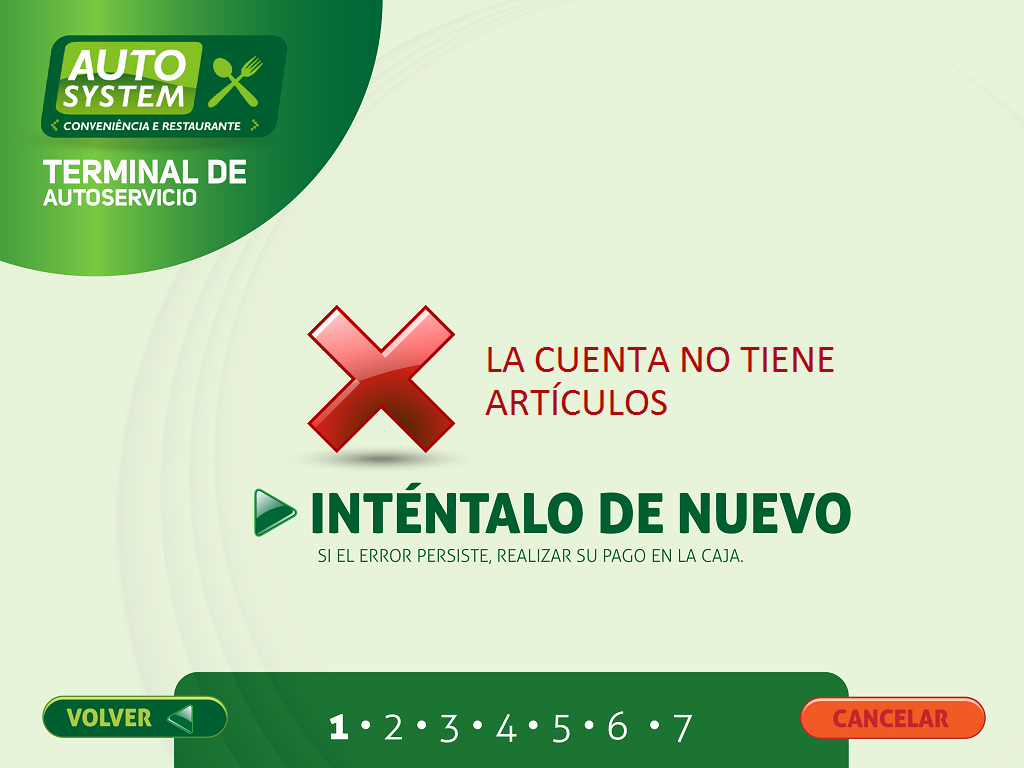 AUTO
SYSTEM
CONVENIÊNCIA E RESTAURANTE
TERMINAL DE
AUTOSERVICIO
LA CUENTA NO TIENE
ARTÍCULOS
INTÉNTALO DE NUEVO
SI EL ERROR PERSISTE, REALIZAR SU PAGO EN LA CAJA.
VOLVER
1 • 2 • 3 • 4 • 5 • 6 • 7
CANCELAR